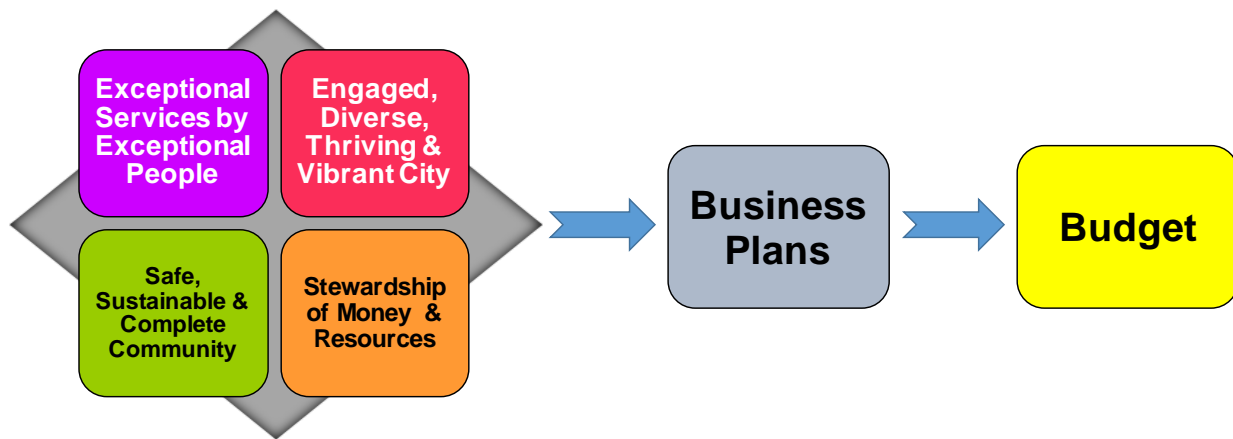 Exceptional
Services by
Exceptional
People
Engaged,
Diverse,
Thriving &
Vibrant City
Safe,
Sustainable &
Complete
Community
Stewardship
of Money &
Resources
Business
Plans
Budget